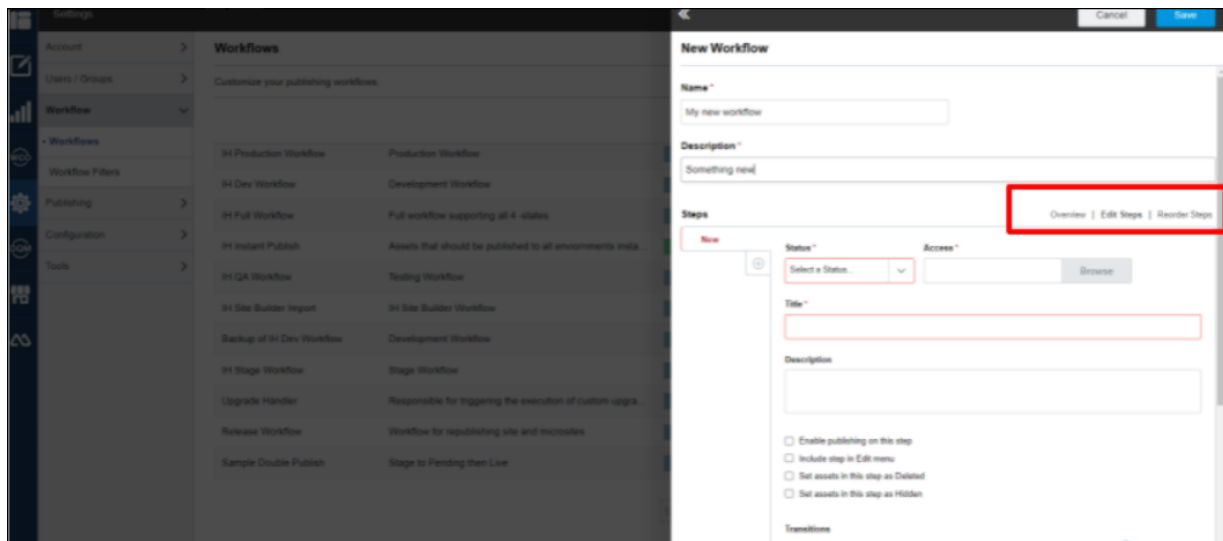 Settings
Cancel
Save
Account
Users / Groups
Workflow
Workflows
Workflow Filters
Publishing
Configuration
Tools
Workflows
Customize your publishing workflows.
IH Production Workflow Production Workflow
IH Dev Workflow Development Workflow
IH Full Workflow Full workflow supporting all 4 -states
IH Instant Publish Assets that should be published to all environments insta...
IH QA Workflow Testing Workflow
IH Site Builder Import IH Site Builder Workflow
Backup of IH Dev Workflow Development Workflow
IH Stage Workflow Stage Workflow
Upgrade Handler Responsible for triggering the execution of custom upgra...
Release Workflow Workflow for republishing site and microsites
Sample Double Publish Stage to Pending then Live
New Workflow
Name *
My new workflow
Description *
Something new
Steps
Overview | Edit Steps | Reorder Steps
New
Status * Access *
Select a Status... Browse
Title *
Description
Enable publishing on this step
Include step in Edit menu
Set assets in this step as Deleted
Set assets in this step as Hidden
Transitions